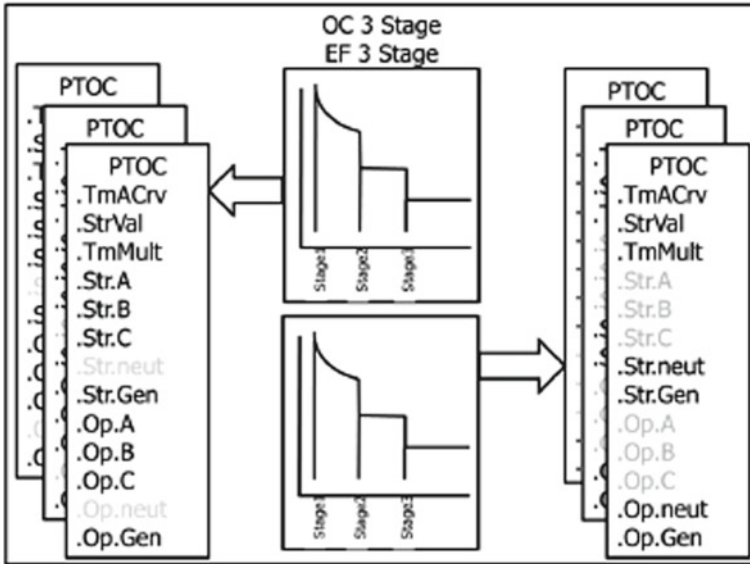 OC 3 Stage
EF 3 Stage
PTOC
PTOC
PTOC
.TmACrv
.StrVal
.TmMult
.Str.A
.Str.B
.Str.C
.Str.neut
.Str.Gen
.Op.A
.Op.B
.Op.C
.Op.neut
.Op.Gen
Stage1
Stage2
Stage3
Stage1
Stage2
Stage3
PTOC
PTOC
PTOC
.TmACrv
.StrVal
.TmMult
.Str.A
.Str.B
.Str.C
.Str.neut
.Str.Gen
.Op.A
.Op.B
.Op.C
.Op.neut
.Op.Gen